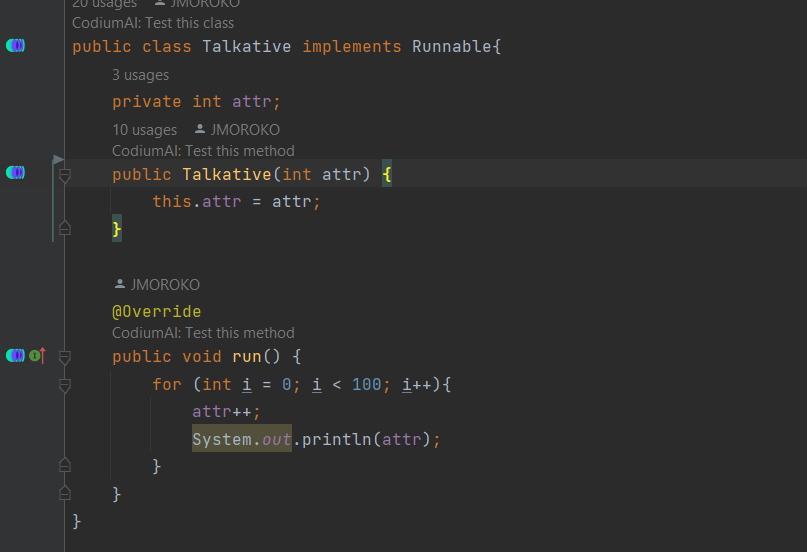 20 usages JMOROKO
CodiumAI: Test this class
public class Talkative implements Runnable{
3 usages
private int attr;
10 usages JMOROKO
CodiumAI: Test this method
public Talkative(int attr) {
this.attr = attr;
}
JMOROKO
@Override
CodiumAI: Test this method
public void run() {
for (int i = 0; i < 100; i++){
attr++;
System.out.println(attr);
}
}
}